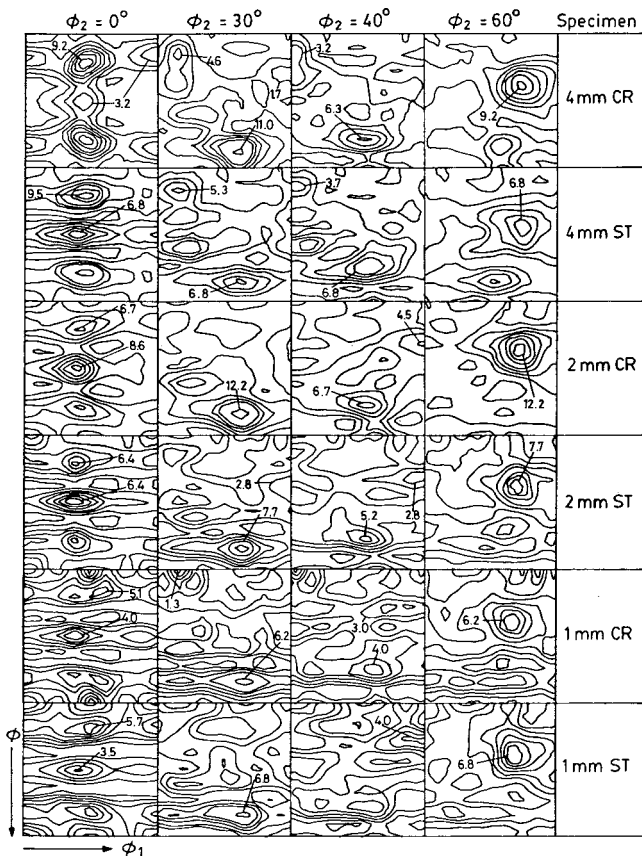 ϕ₂ = 0° ϕ₂ = 30° ϕ₂ = 40° ϕ₂ = 60° Specimen
9.2 3.2 4.6 1.7 11.0 3.2 6.3 9.2 4mm CR
9.5 6.8 5.3 6.8 3.7 6.8 6.8 4mm ST
6.7 8.6 12.2 4.5 6.7 12.2 2mm CR
6.4 6.4 2.8 7.7 2.8 5.2 7.7 2mm ST
5.1 4.0 1.3 6.2 3.0 4.0 6.2 1mm CR
5.7 3.5 6.8 4.0 6.8 1mm ST
Φ
ϕ₁